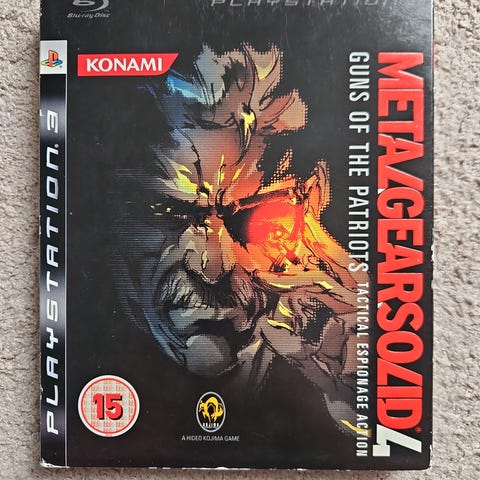 Blu-ray Disc
PLAYSTATION
KONAMI
PLAYSTATION 3
METAL GEAR SOLID 4
GUNS OF THE PATRIOTS TACTICAL ESPIONAGE ACTION
15
KOJIMA
A HIDEO KOJIMA GAME